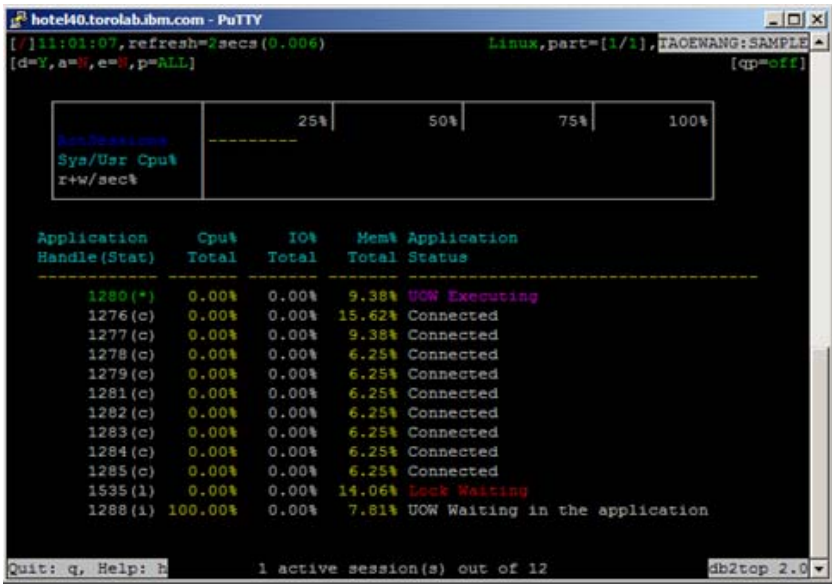 hotel40.torolab.ibm.com - PuTTY
[/]11:01:07,refresh=2secs(0.006) Linux,part=[1/1],TAOEWANG:SAMPLE
[d=Y,a=N,e=N,p=ALL] [qp=off]
25% 50% 75% 100%
Sys/Usr Cpu%
r+w/sec%
Application Cpu% IO% Mem% Application
Handle(Stat) Total Total Total Status
1280(*) 0.00% 0.00% 9.38% UOW Executing
1276(c) 0.00% 0.00% 15.62% Connected
1277(c) 0.00% 0.00% 9.38% Connected
1278(c) 0.00% 0.00% 6.25% Connected
1279(c) 0.00% 0.00% 6.25% Connected
1281(c) 0.00% 0.00% 6.25% Connected
1282(c) 0.00% 0.00% 6.25% Connected
1283(c) 0.00% 0.00% 6.25% Connected
1284(c) 0.00% 0.00% 6.25% Connected
1285(c) 0.00% 0.00% 6.25% Connected
1535(l) 0.00% 0.00% 14.06% Lock Waiting
1288(i) 100.00% 0.00% 7.81% UOW Waiting in the application
Quit: q, Help: h 1 active session(s) out of 12 db2top 2.0